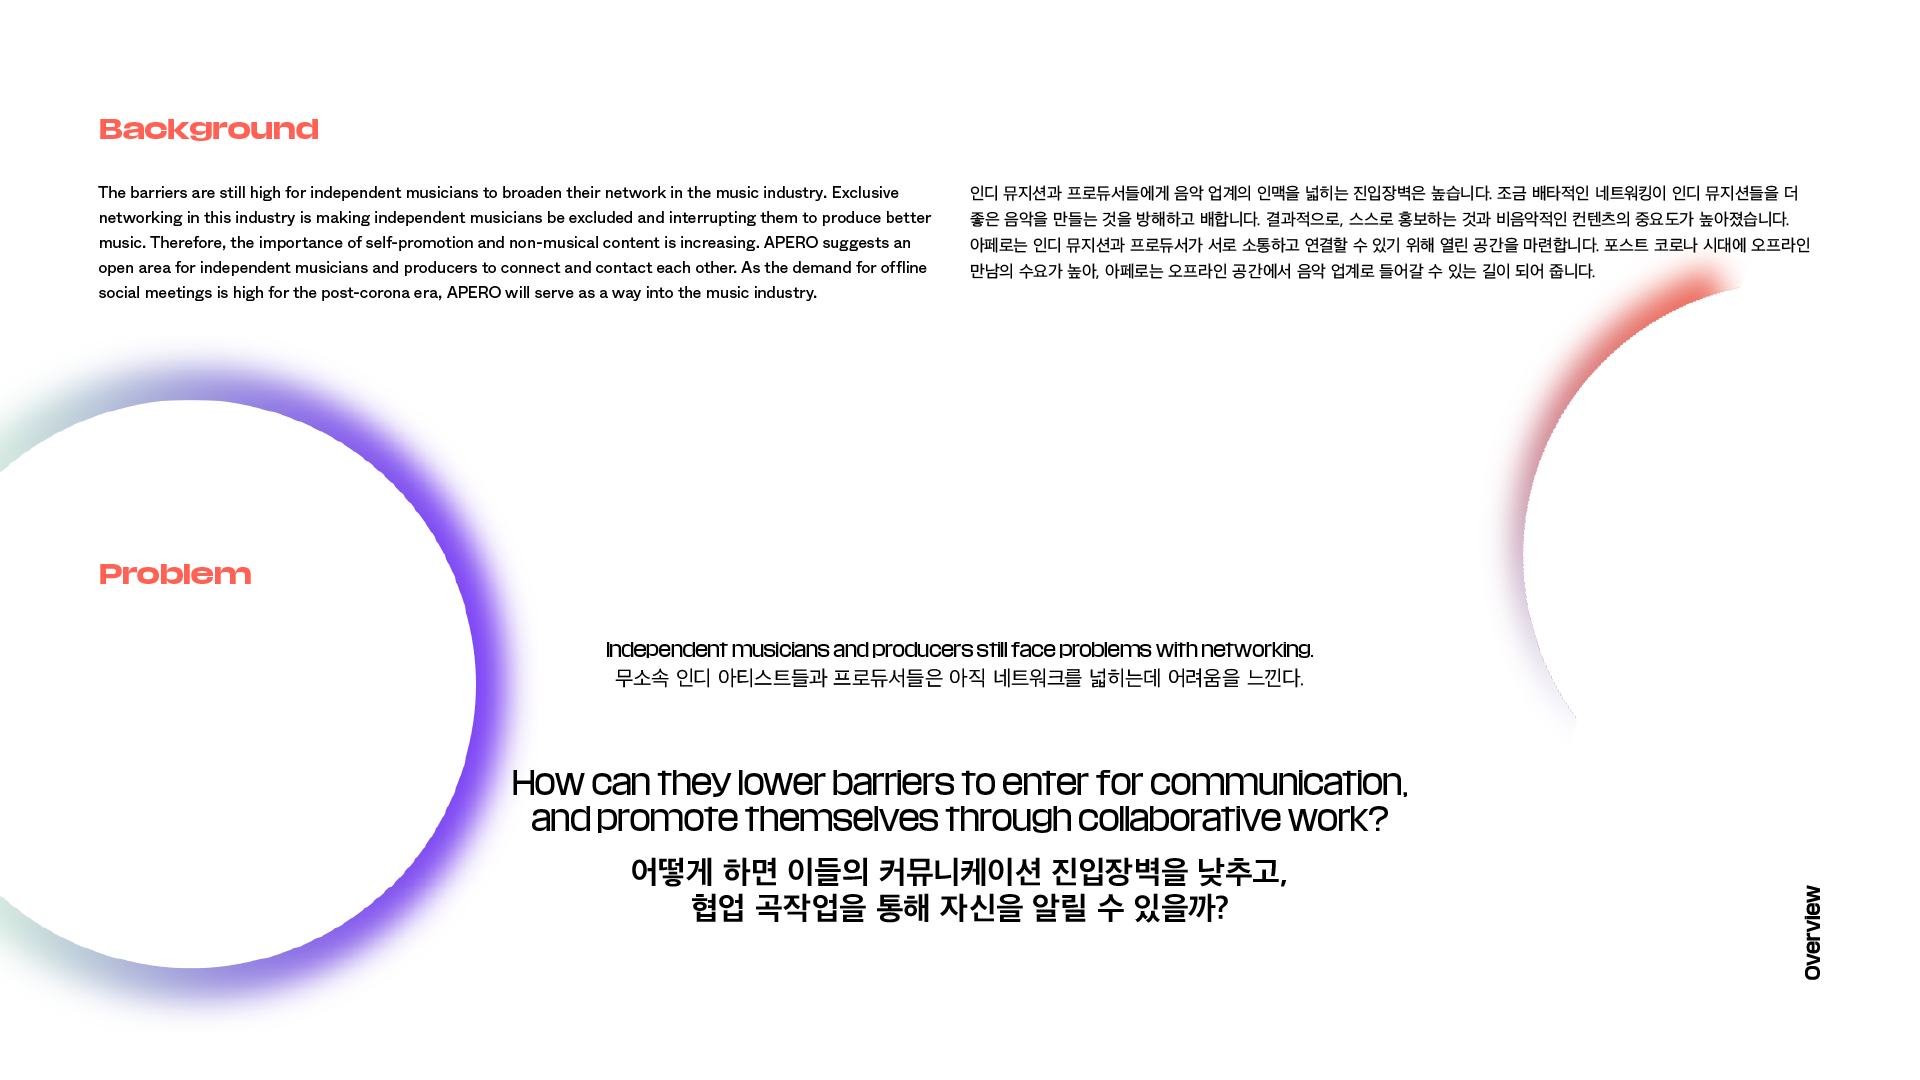 Background
The barriers are still high for independent musicians to broaden their network in the music industry. Exclusive
networking in this industry is making independent musicians be excluded and interrupting them to produce better
music. Therefore, the importance of self-promotion and non-musical content is increasing. APERO suggests an
open area for independent musicians and producers to connect and contact each other. As the demand for offline
social meetings is high for the post-corona era, APERO will serve as a way into the music industry.
인디 뮤지션과 프로듀서들에게 음악 업계의 인맥을 넓히는 진입장벽은 높습니다. 조금 배타적인 네트워킹이 인디 뮤지션들을 더
좋은 음악을 만들는 것을 방해하고 배합니다. 결과적으로, 스스로 홍보하는 것과 비음악적인 컨텐츠의 중요도가 높아졌습니다.
아페로는 인디 뮤지션과 프로듀서가 서로 소통하고 연결할 수 있기 위해 열린 공간을 마련합니다. 포스트 코로나 시대에 오프라인
만남의 수요가 높아, 아페로는 오프라인 공간에서 음악 업계로 들어갈 수 있는 길이 되어 줍니다.
Problem
Independent musicians and producers still face problems with networking.
무소속 인디 아티스트들과 프로듀서들은 아직 네트워크를 넓히는데 어려움을 느낀다.
How can they lower barriers to enter for communication,
and promote themselves through collaborative work?
어떻게 하면 이들의 커뮤니케이션 진입장벽을 낮추고,
협업 곡작업을 통해 자신을 알릴 수 있을까?
Overview